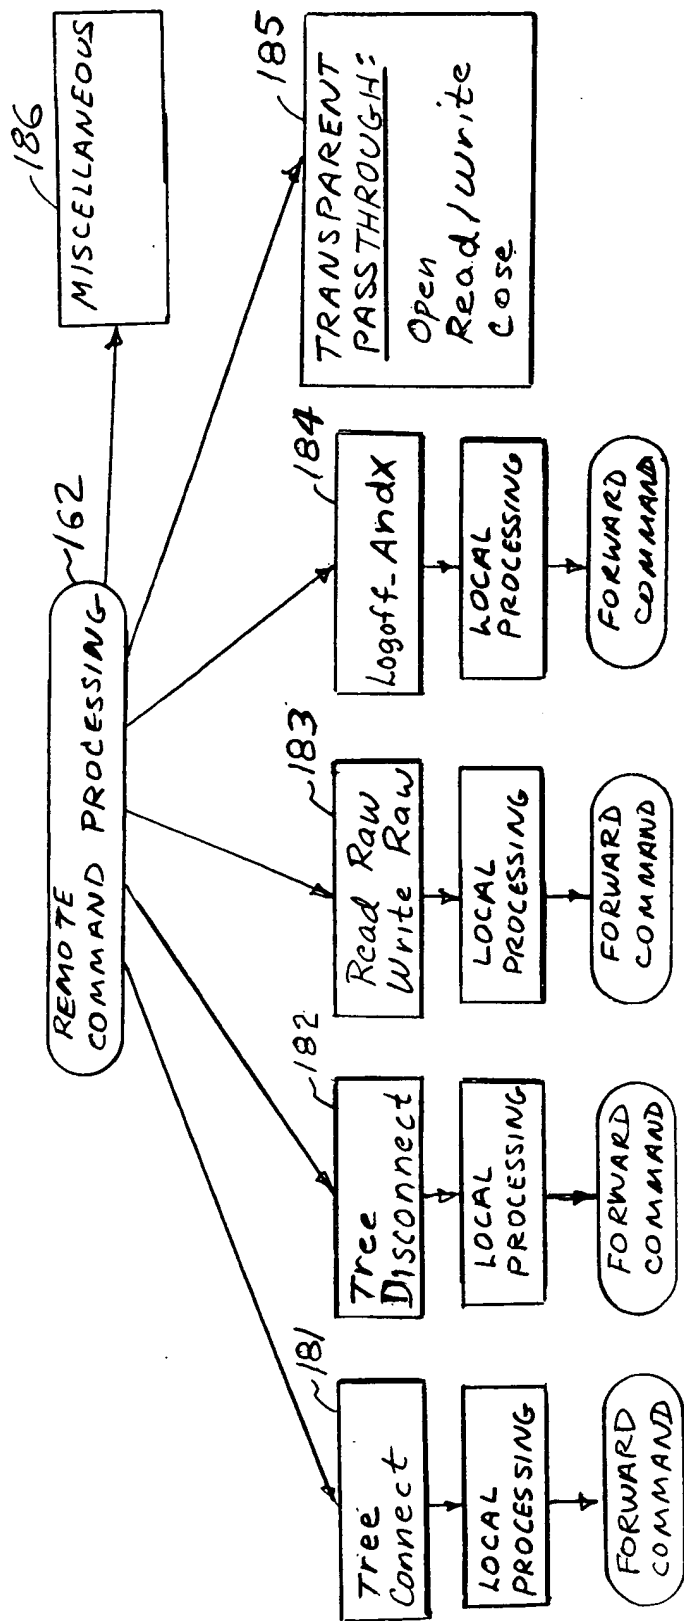 REMOTE
COMMAND PROCESSING
162
186
MISCELLANEOUS
181
Tree
Connect
LOCAL
PROCESSING
FORWARD
COMMAND
182
Tree
Disconnect
LOCAL
PROCESSING
FORWARD
COMMAND
183
Read Raw
Write Raw
LOCAL
PROCESSING
FORWARD
COMMAND
184
Logoff_AndX
LOCAL
PROCESSING
FORWARD
COMMAND
185
TRANSPARENT
PASSTHROUGH:
Open
Read/Write
Cose